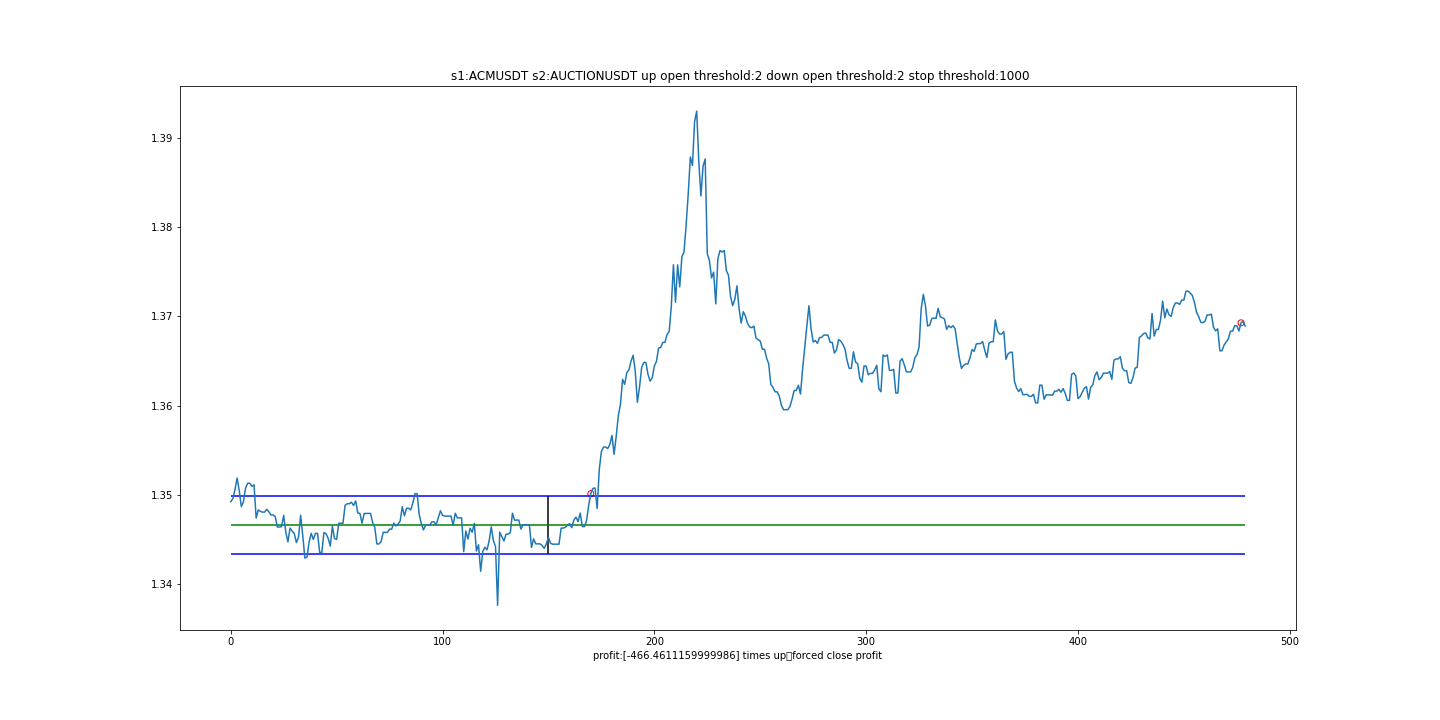 s1:ACMUSDT s2:AUCTIONUSDT up open threshold:2 down open threshold:2 stop threshold:1000
1.39
1.38
1.37
1.36
1.35
1.34
0 100 200 300 400 500
profit:[-466.4611159999986] times up▯forced close profit